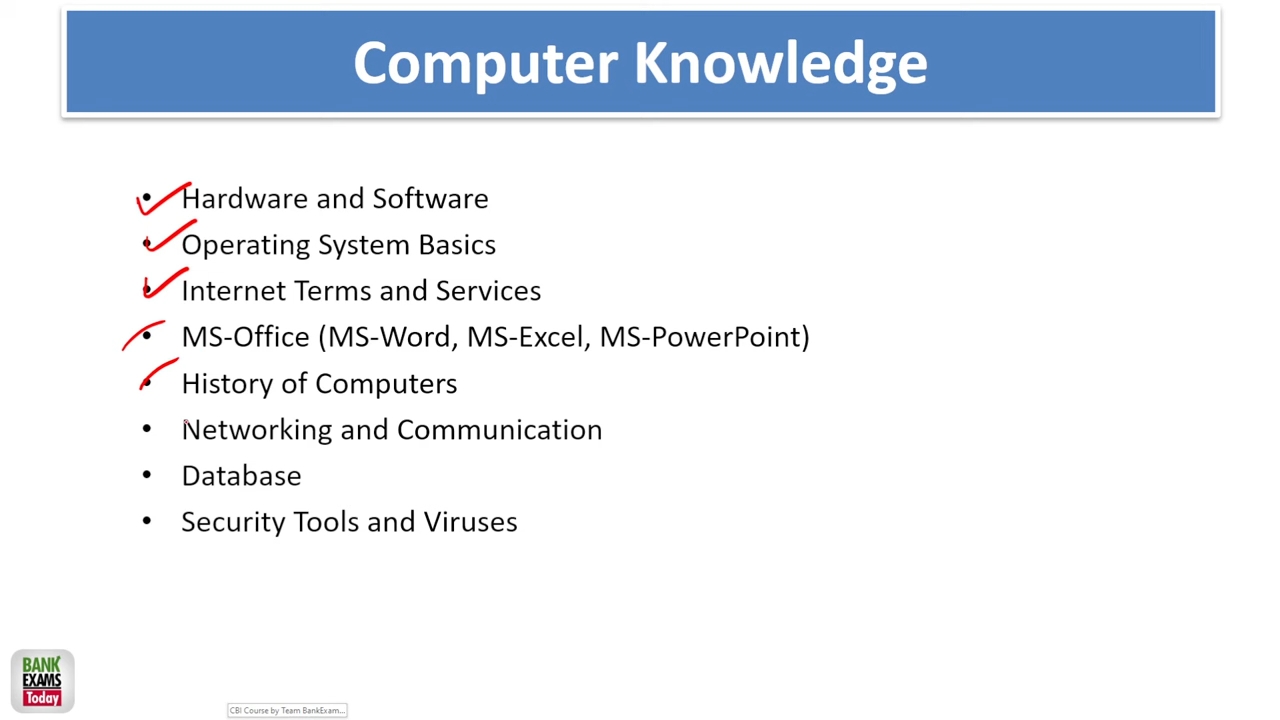 Computer Knowledge
• Hardware and Software
• Operating System Basics
• Internet Terms and Services
• MS-Office (MS-Word, MS-Excel, MS-PowerPoint)
• History of Computers
• Networking and Communication
• Database
• Security Tools and Viruses
BANK
EXAMS
Today
CBI Course by Team BankExam...